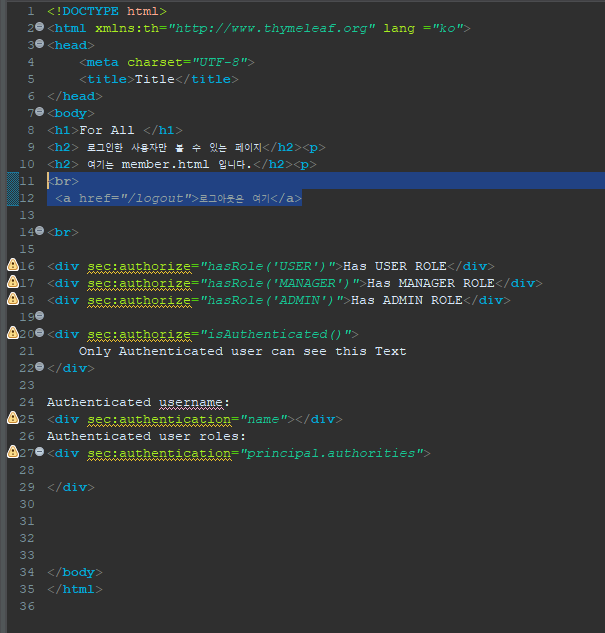 1 <!DOCTYPE html>
2 <html xmlns:th="http://www.thymeleaf.org" lang ="ko">
3 <head>
4 <meta charset="UTF-8">
5 <title>Title</title>
6 </head>
7 <body>
8 <h1>For All </h1>
9 <h2> 로그인한 사용자만 볼 수 있는 페이지</h2><p>
10 <h2> 여기는 member.html 입니다.</h2><p>
11 <br>
12 <a href="/logout">로그아웃은 여기</a>
13
14 <br>
15
16 <div sec:authorize="hasRole('USER')">Has USER ROLE</div>
17 <div sec:authorize="hasRole('MANAGER')">Has MANAGER ROLE</div>
18 <div sec:authorize="hasRole('ADMIN')">Has ADMIN ROLE</div>
19
20 <div sec:authorize="isAuthenticated()">
21 Only Authenticated user can see this Text
22 </div>
23
24 Authenticated username:
25 <div sec:authentication="name"></div>
26 Authenticated user roles:
27 <div sec:authentication="principal.authorities">
28
29 </div>
30
31
32
33
34 </body>
35 </html>
36